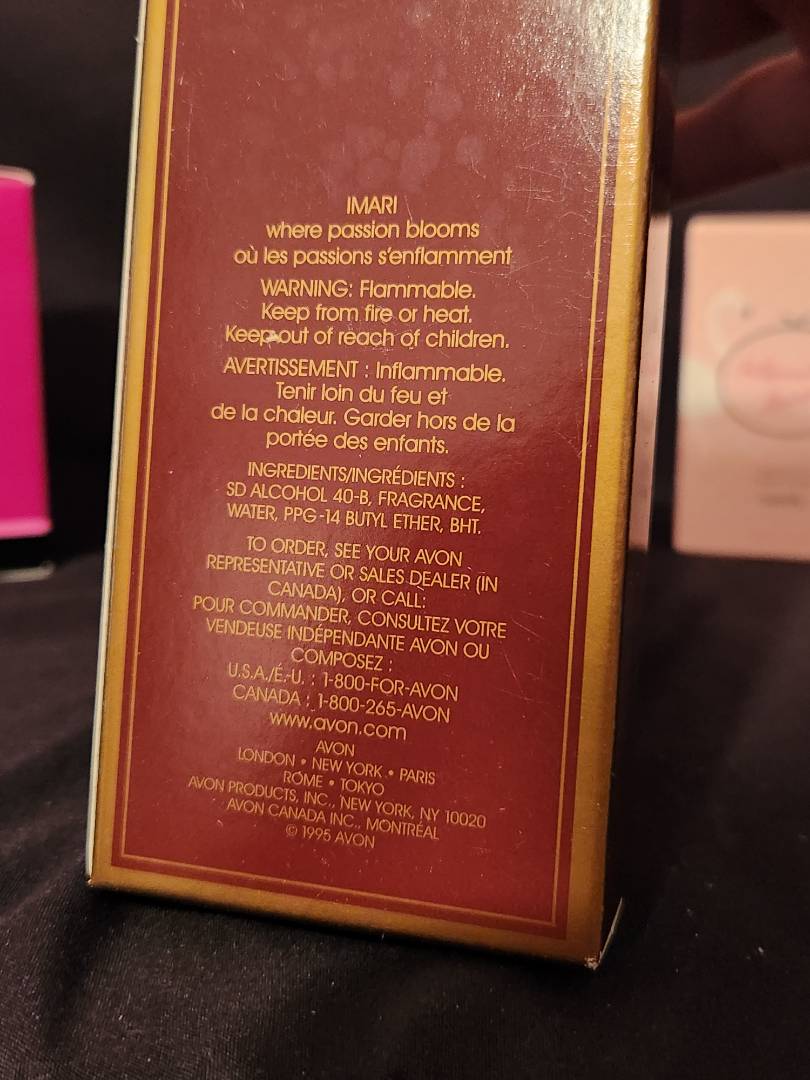 IMARI
where passion blooms
où les passions s'enflamment
WARNING: Flammable.
Keep from fire or heat.
Keep out of reach of children.
AVERTISSEMENT : Inflammable.
Tenir loin du feu et
de la chaleur. Garder hors de la
portée des enfants.
INGREDIENTS/INGRÉDIENTS :
SD ALCOHOL 40-B, FRAGRANCE,
WATER, PPG-14 BUTYL ETHER, BHT.
TO ORDER, SEE YOUR AVON
REPRESENTATIVE OR SALES DEALER (IN
CANADA), OR CALL:
POUR COMMANDER, CONSULTEZ VOTRE
VENDEUSE INDÉPENDANTE AVON OU
COMPOSEZ :
U.S.A./É.-U. : 1-800-FOR-AVON
CANADA : 1-800-265-AVON
www.avon.com
AVON
LONDON • NEW YORK • PARIS
ROME • TOKYO
AVON PRODUCTS, INC., NEW YORK, NY 10020
AVON CANADA INC., MONTRÉAL
© 1995 AVON